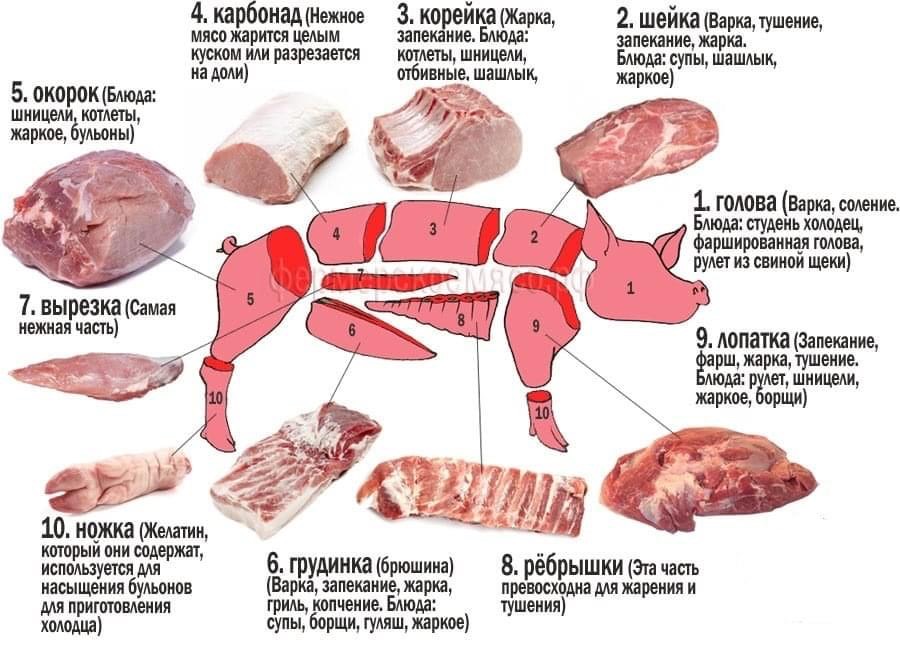 4. карбонад (Нежное
мясо жарится целым
куском или разрезается
на доли)
3. корейка (Жарка,
запекание. Блюда:
котлеты, шницели,
отбивные, шашлык,
2. шейка (Варка, тушение,
запекание, жарка.
Блюда: супы, шашлык,
жаркое)
5. окорок (Блюда:
шницели, котлеты,
жаркое, бульоны)
1. голова (Варка, соление.
Блюда: студень холодец,
фаршированная голова,
рулет из свиной щеки)
4
3
2
1
фермерскоемясо.рф
7
5
6
8
9
10
10
7. вырезка (Самая
нежная часть)
9. лопатка (Запекание,
фарш, жарка, тушение.
Блюда: рулет, шницели,
жаркое, борщи)
10. ножка (Желатин,
который они содержат,
используется для
насыщения бульонов
для приготовления
холодца)
6. грудинка (брюшина)
(Варка, запекание, жарка,
гриль, копчение. Блюда:
супы, борщи, гуляш, жаркое)
8. рёбрышки (Эта часть
превосходна для жарения и
тушения)